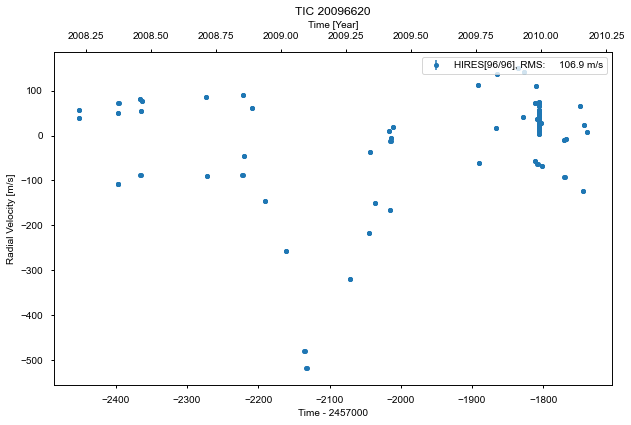 TIC 20096620
Time [Year]
2008.25 2008.50 2008.75 2009.00 2009.25 2009.50 2009.75 2010.00 2010.25
HIRES[96/96], RMS: 106.9 m/s
Radial Velocity [m/s]
100
0
−100
−200
−300
−400
−500
−2400 −2300 −2200 −2100 −2000 −1900 −1800
Time - 2457000